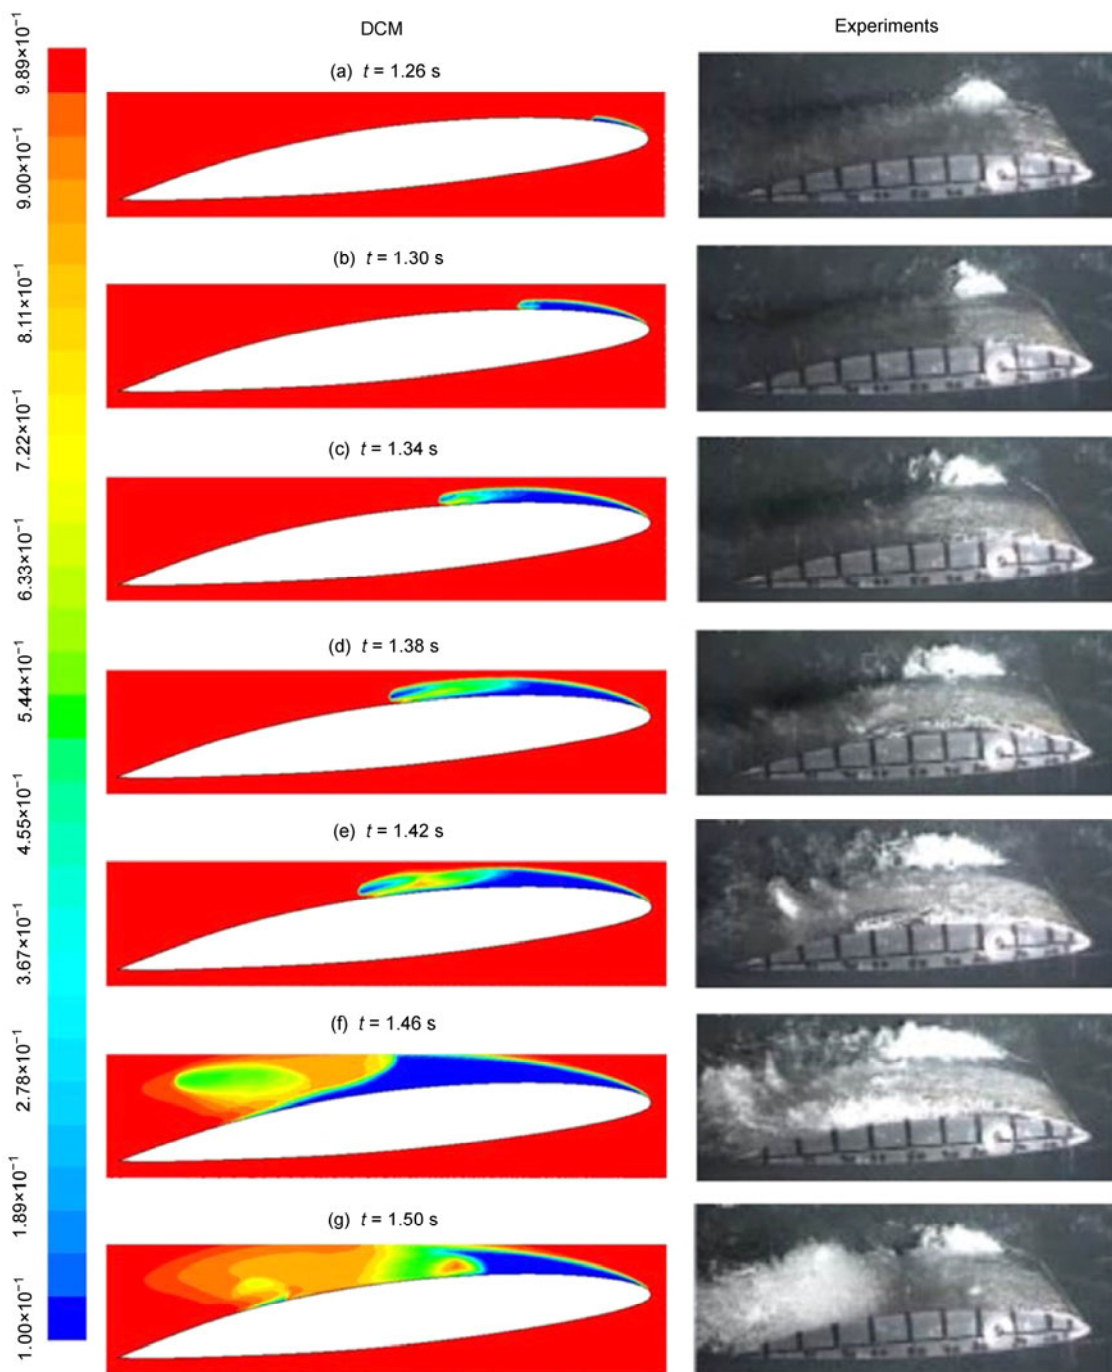 DCM
Experiments
(a) t = 1.26 s
(b) t = 1.30 s
(c) t = 1.34 s
(d) t = 1.38 s
(e) t = 1.42 s
(f) t = 1.46 s
(g) t = 1.50 s
9.89×10⁻¹
9.00×10⁻¹
8.11×10⁻¹
7.22×10⁻¹
6.33×10⁻¹
5.44×10⁻¹
4.55×10⁻¹
3.67×10⁻¹
2.78×10⁻¹
1.89×10⁻¹
1.00×10⁻¹